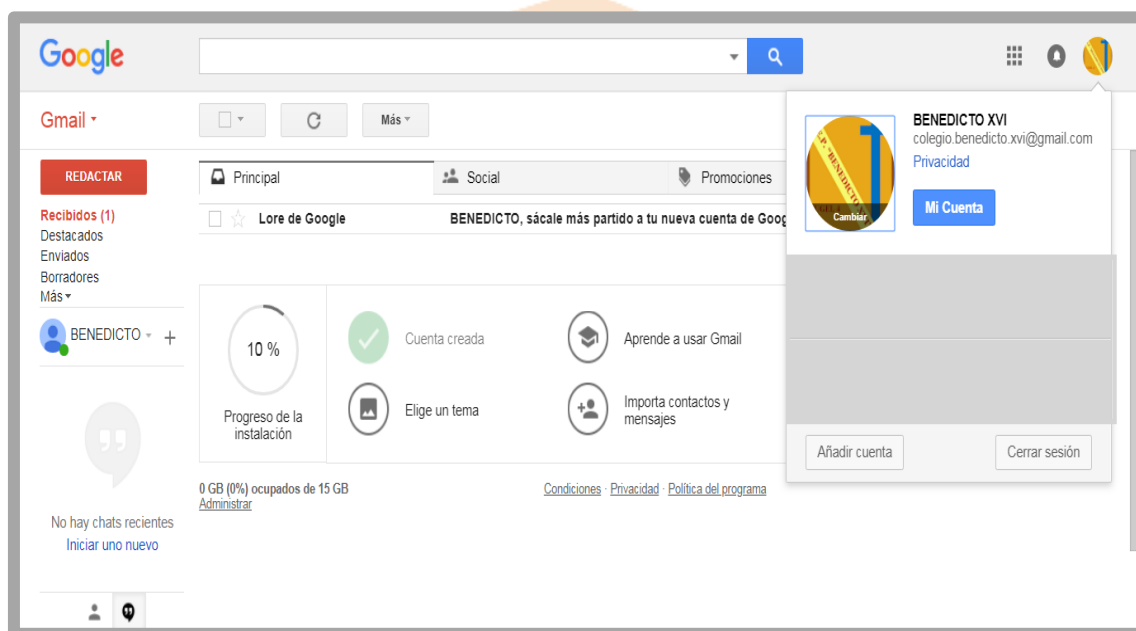 Google
Gmail
Más
BENEDICTO XVI
colegio.benedicto.xvi@gmail.com
Privacidad
Cambiar
Mi Cuenta
REDACTAR
Principal
Social
Promociones
Recibidos (1)
Lore de Google
BENEDICTO, sácale más partido a tu nueva cuenta de Goog
Destacados
Enviados
Borradores
Más
BENEDICTO
10 %
Cuenta creada
Aprende a usar Gmail
Progreso de la
instalación
Elige un tema
Importa contactos y
mensajes
Añadir cuenta
Cerrar sesión
0 GB (0%) ocupados de 15 GB
Administrar
Condiciones · Privacidad · Política del programa
No hay chats recientes
Iniciar uno nuevo